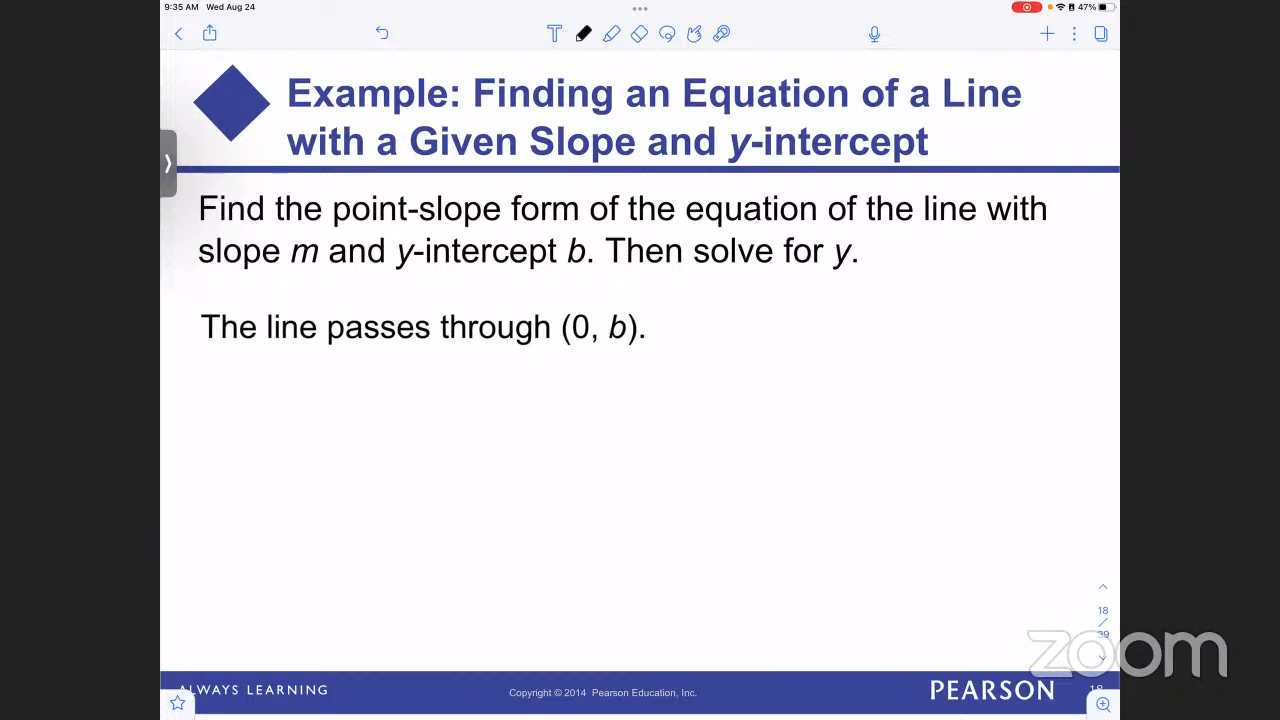 9:35 AM Wed Aug 24
47%
Example: Finding an Equation of a Line
with a Given Slope and y-intercept
Find the point-slope form of the equation of the line with
slope m and y-intercept b. Then solve for y.
The line passes through (0, b).
18
/
39
zoom
ALWAYS LEARNING
Copyright © 2014 Pearson Education, Inc.
PEARSON
18